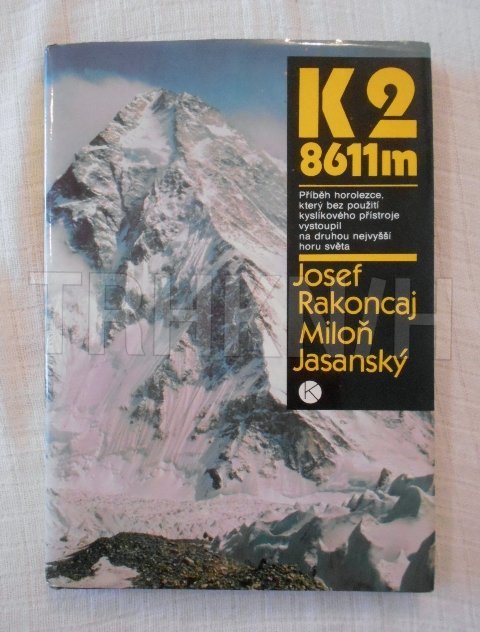 K2
8611m
Příběh horolezce,
který bez použití
kyslíkového přístroje
vystoupil
na druhou nejvyšší
horu světa
Josef
Rakoncaj
Miloň
Jasanský
K
TRHKNIH